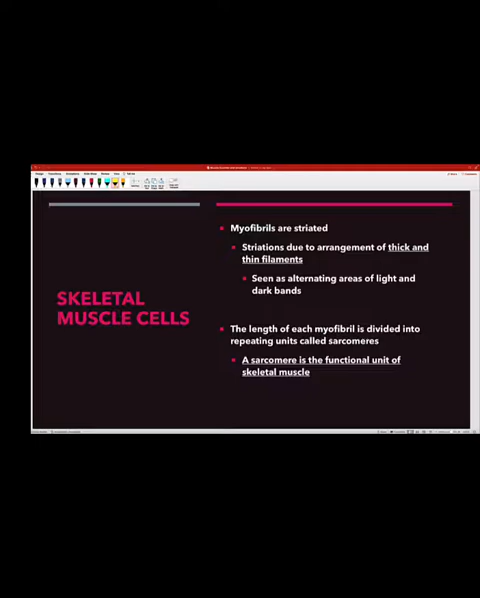 SKELETAL
MUSCLE CELLS
Myofibrils are striated
Striations due to arrangement of thick and
thin filaments
Seen as alternating areas of light and
dark bands
The length of each myofibril is divided into
repeating units called sarcomeres
A sarcomere is the functional unit of
skeletal muscle